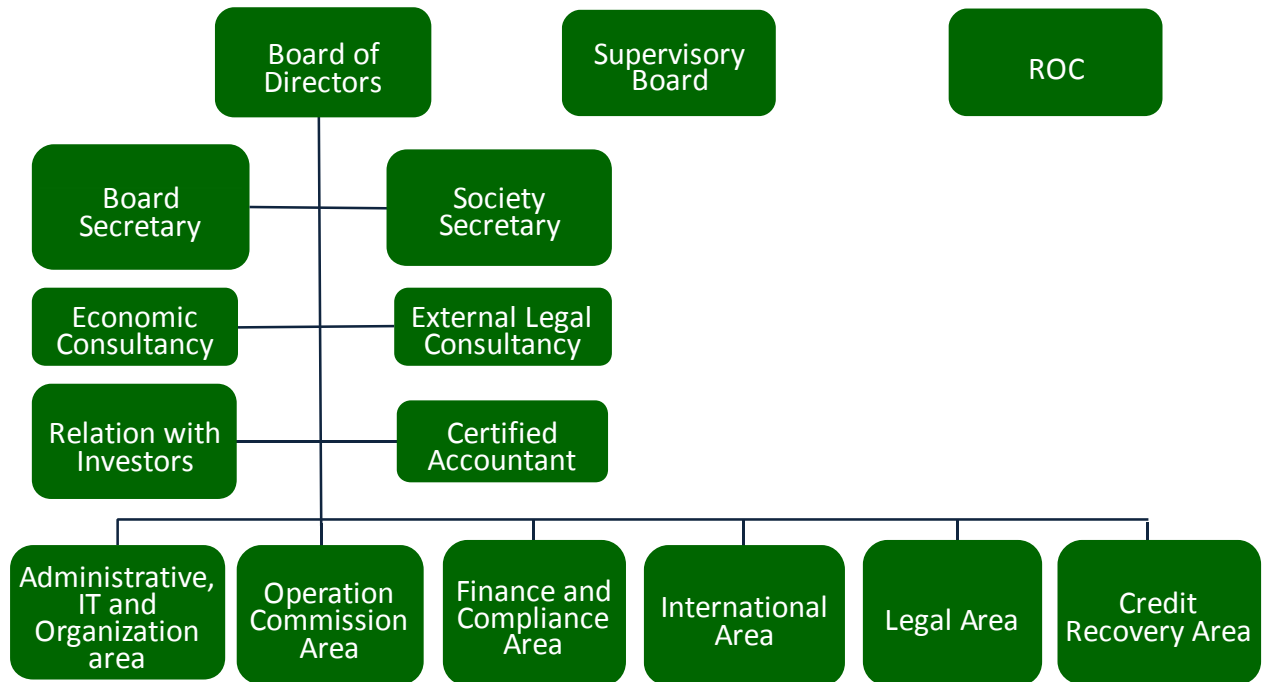 Board of
Directors
Supervisory
Board
ROC
Board
Secretary
Society
Secretary
Economic
Consultancy
External Legal
Consultancy
Relation with
Investors
Certified
Accountant
Administrative,
IT and
Organization
area
Operation
Commission
Area
Finance and
Compliance
Area
International
Area
Legal Area
Credit
Recovery Area